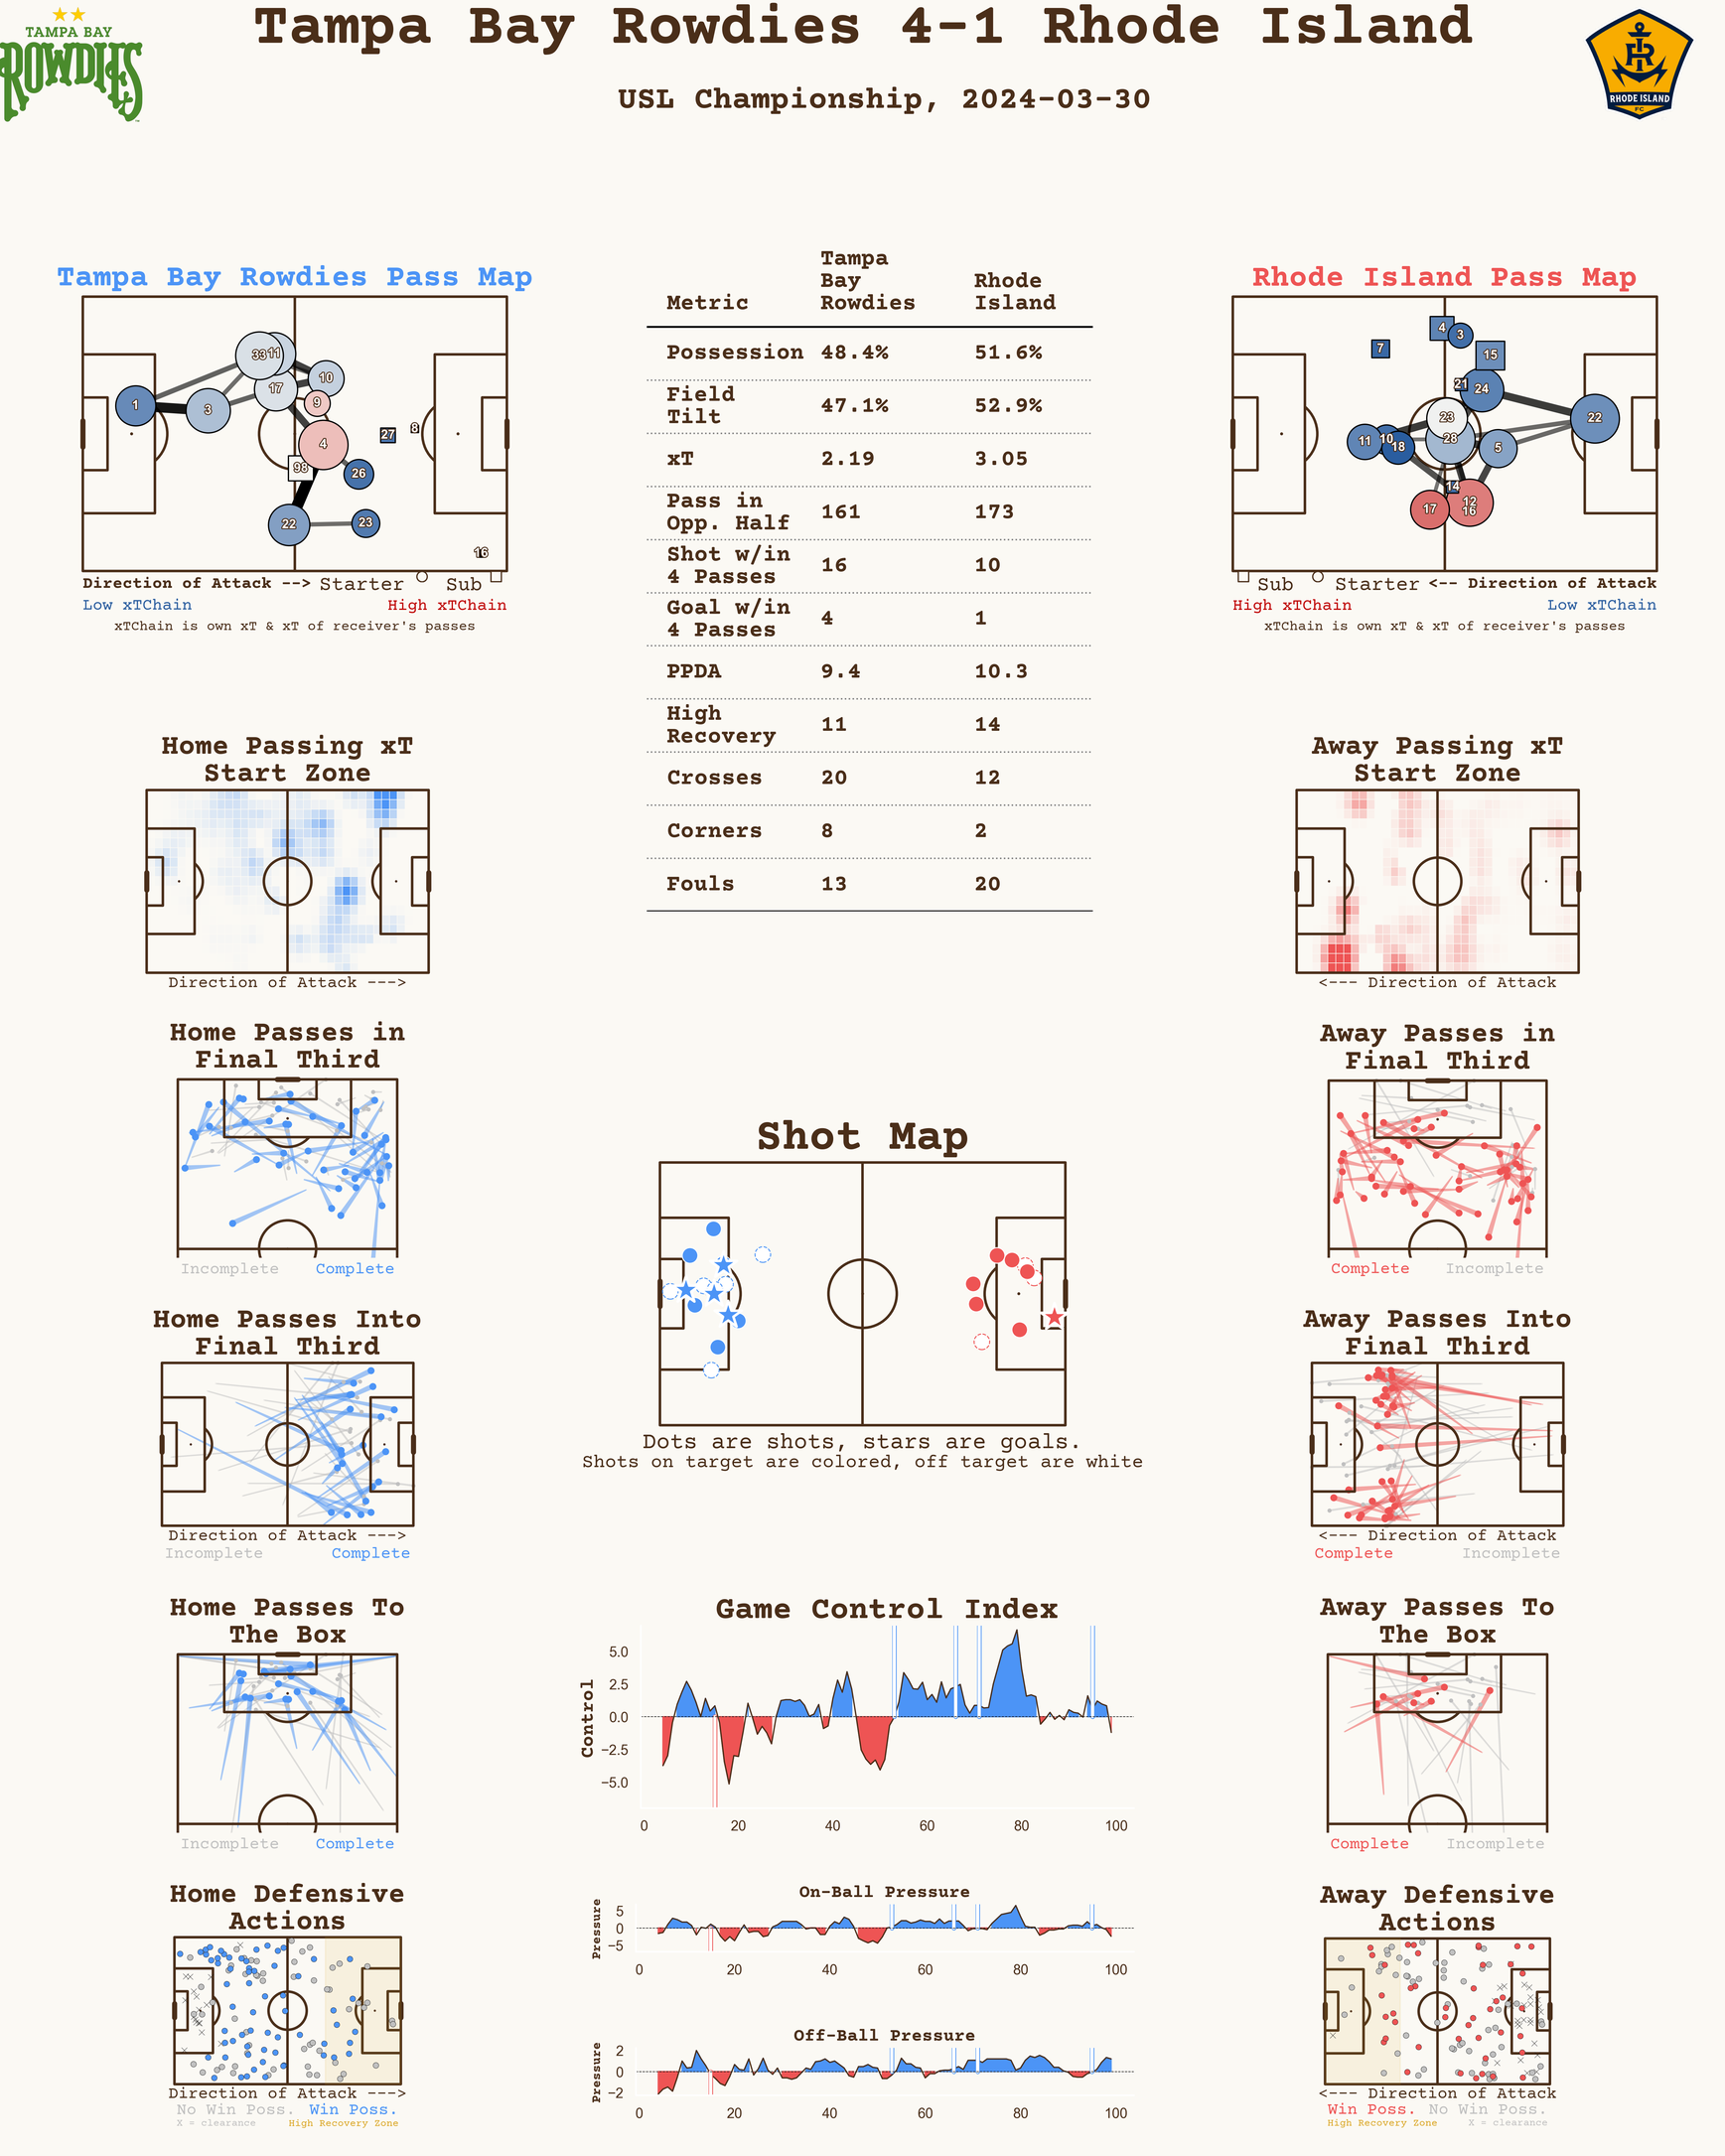 Tampa Bay Rowdies 4-1 Rhode Island
USL Championship, 2024-03-30
TAMPA BAY
ROWDIES
RHODE ISLAND
FC
Tampa Bay Rowdies Pass Map
33
11
10
17
9
1
3
4
8
27
98
26
22
23
16
Direction of Attack --> Starter Sub
Low xTChain High xTChain
xTChain is own xT & xT of receiver's passes
Metric Tampa Bay Rowdies Rhode Island
Possession 48.4% 51.6%
Field Tilt 47.1% 52.9%
xT 2.19 3.05
Pass in Opp. Half 161 173
Shot w/in 4 Passes 16 10
Goal w/in 4 Passes 4 1
PPDA 9.4 10.3
High Recovery 11 14
Crosses 20 12
Corners 8 2
Fouls 13 20
Rhode Island Pass Map
4
3
7
15
21
24
23
22
11
10
18
28
5
14
17
12
16
Sub Starter <-- Direction of Attack
High xTChain Low xTChain
xTChain is own xT & xT of receiver's passes
Home Passing xT
Start Zone
Direction of Attack --->
Away Passing xT
Start Zone
<--- Direction of Attack
Home Passes in
Final Third
Incomplete Complete
Away Passes in
Final Third
Complete Incomplete
Shot Map
Dots are shots, stars are goals.
Shots on target are colored, off target are white
Home Passes Into
Final Third
Direction of Attack --->
Incomplete Complete
Away Passes Into
Final Third
<--- Direction of Attack
Complete Incomplete
Home Passes To
The Box
Incomplete Complete
Game Control Index
Control
5.0
2.5
0.0
−2.5
−5.0
0 20 40 60 80 100
Away Passes To
The Box
Complete Incomplete
Home Defensive
Actions
Direction of Attack --->
No Win Poss. Win Poss.
X = clearance High Recovery Zone
On-Ball Pressure
Pressure
5
0
−5
0 20 40 60 80 100
Off-Ball Pressure
Pressure
2
0
−2
0 20 40 60 80 100
Away Defensive
Actions
<--- Direction of Attack
Win Poss. No Win Poss.
High Recovery Zone X = clearance